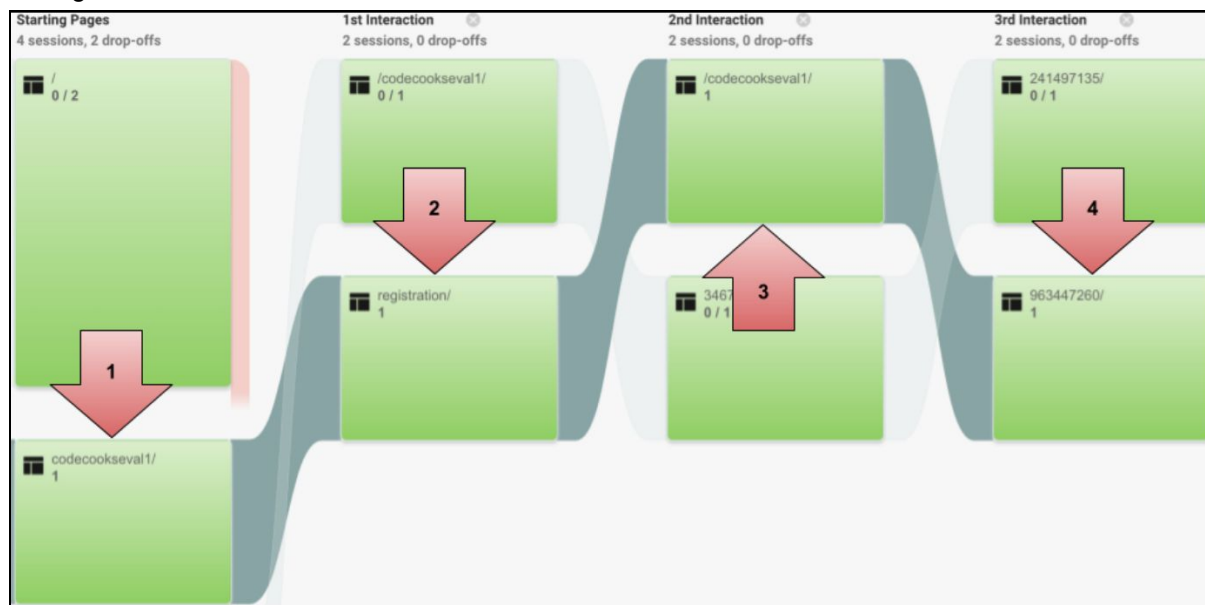 Starting Pages
4 sessions, 2 drop-offs
/
0 / 2
1
codecookseval1/
1
1st Interaction
2 sessions, 0 drop-offs
/codecookseval1/
0 / 1
2
registration/
1
2nd Interaction
2 sessions, 0 drop-offs
/codecookseval1/
1
3467
0 / 1
3
3rd Interaction
2 sessions, 0 drop-offs
241497135/
0 / 1
4
963447260/
1